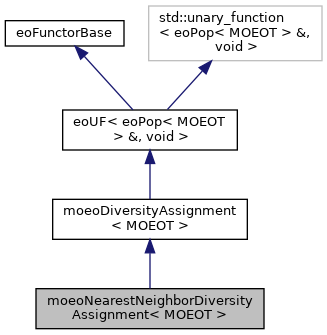 eoFunctorBase
std::unary_function
< eoPop< MOEOT > &,
void >
eoUF< eoPop< MOEOT
> &, void >
moeoDiversityAssignment
< MOEOT >
moeoNearestNeighborDiversity
Assignment< MOEOT >